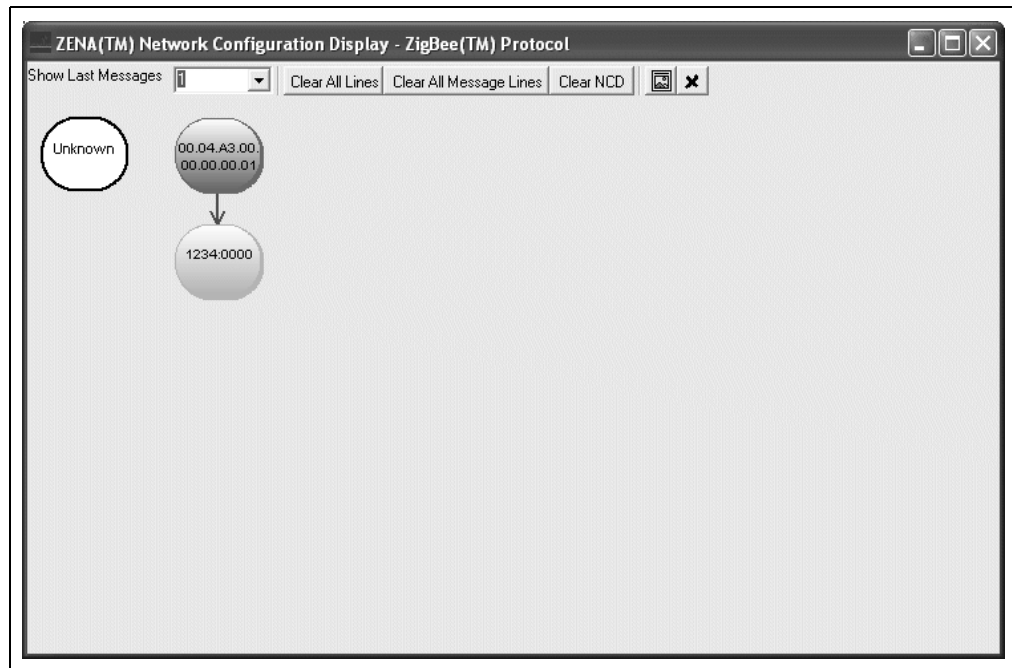 ZENA(TM) Network Configuration Display - ZigBee(TM) Protocol
Show Last Messages 1 Clear All Lines Clear All Message Lines Clear NCD
Unknown
00.04.A3.00.
00.00.00.01
1234:0000